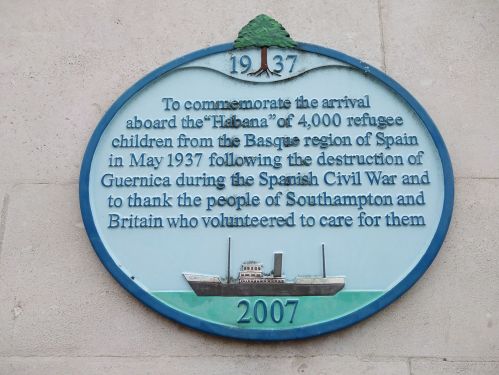 19 37
To commemorate the arrival
aboard the "Habana" of 4,000 refugee
children from the Basque region of Spain
in May 1937 following the destruction of
Guernica during the Spanish Civil War and
to thank the people of Southampton and
Britain who volunteered to care for them
2007